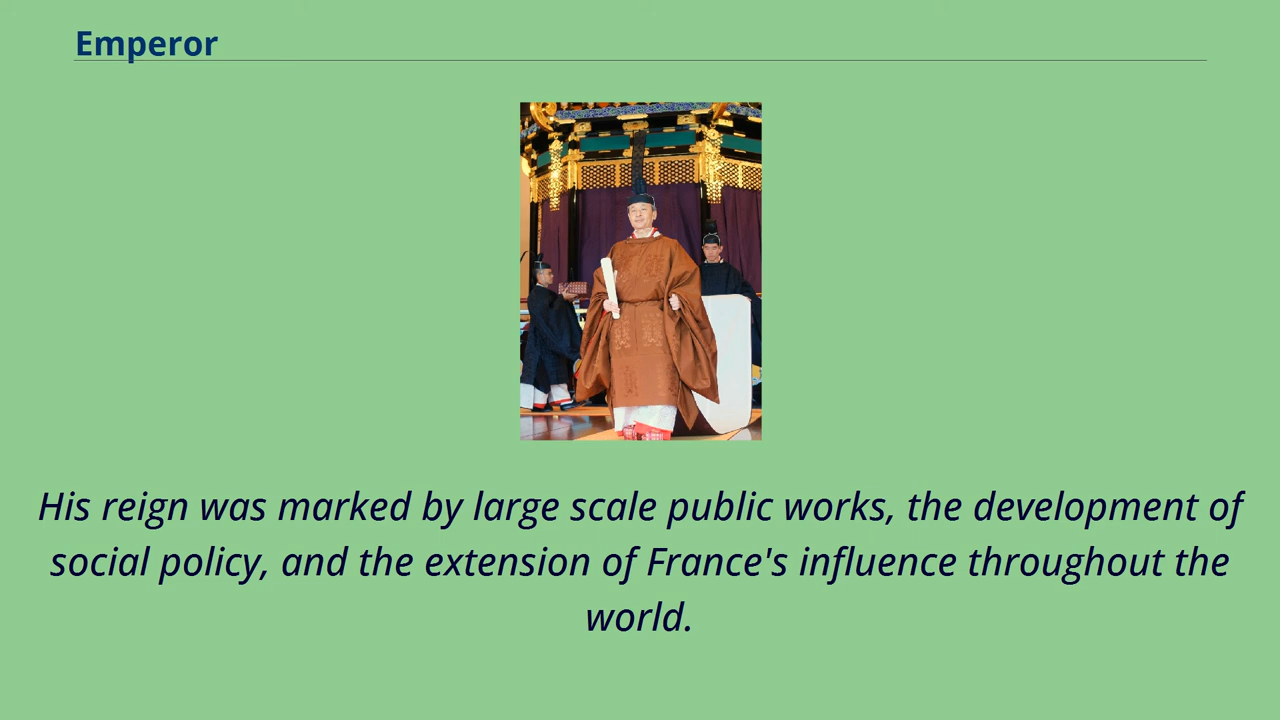 Emperor
His reign was marked by large scale public works, the development of
social policy, and the extension of France's influence throughout the
world.